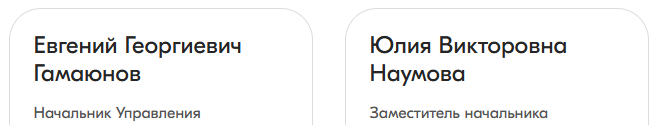 Евгений Георгиевич
Гамаюнов
Начальник Управления
Юлия Викторовна
Наумова
Заместитель начальника